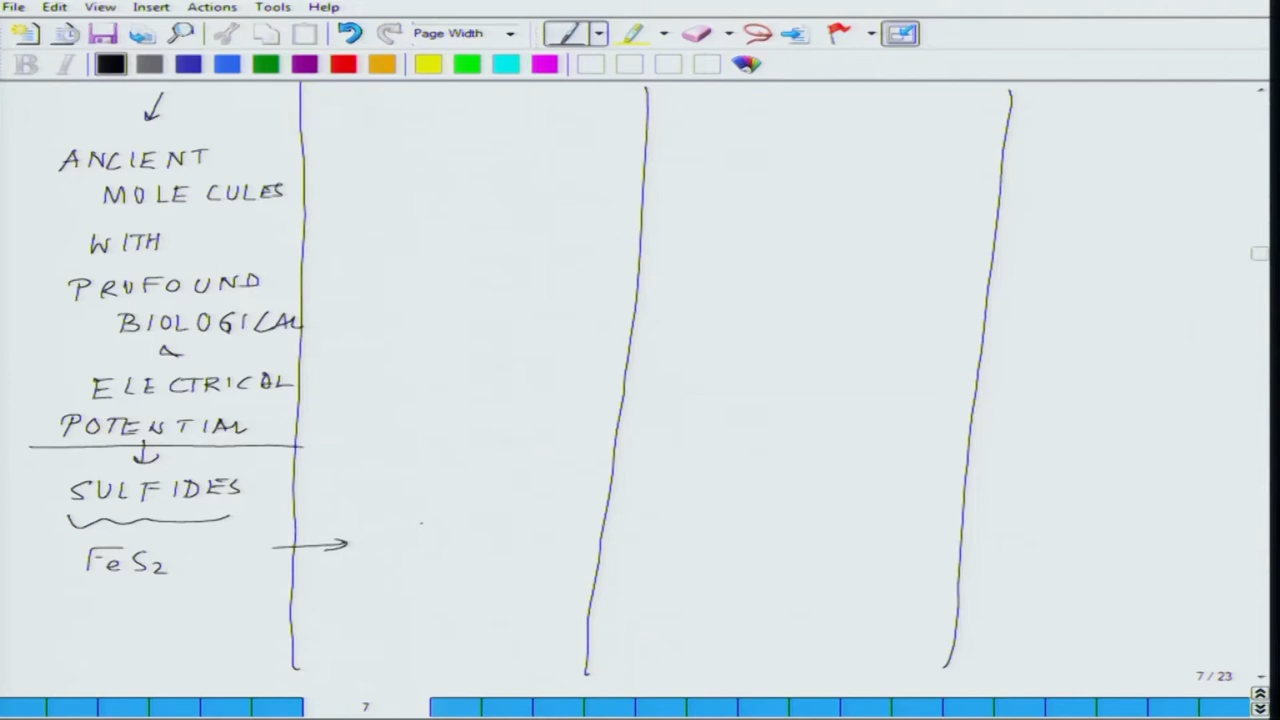 File Edit View Insert Actions Tools Help
Page Width
B I
ANCIENT
MOLECULES
WITH
PROFOUND
BIOLOGICAL
&
ELECTRICAL
POTENTIAL
SULFIDES
FeS2
7 / 23
7